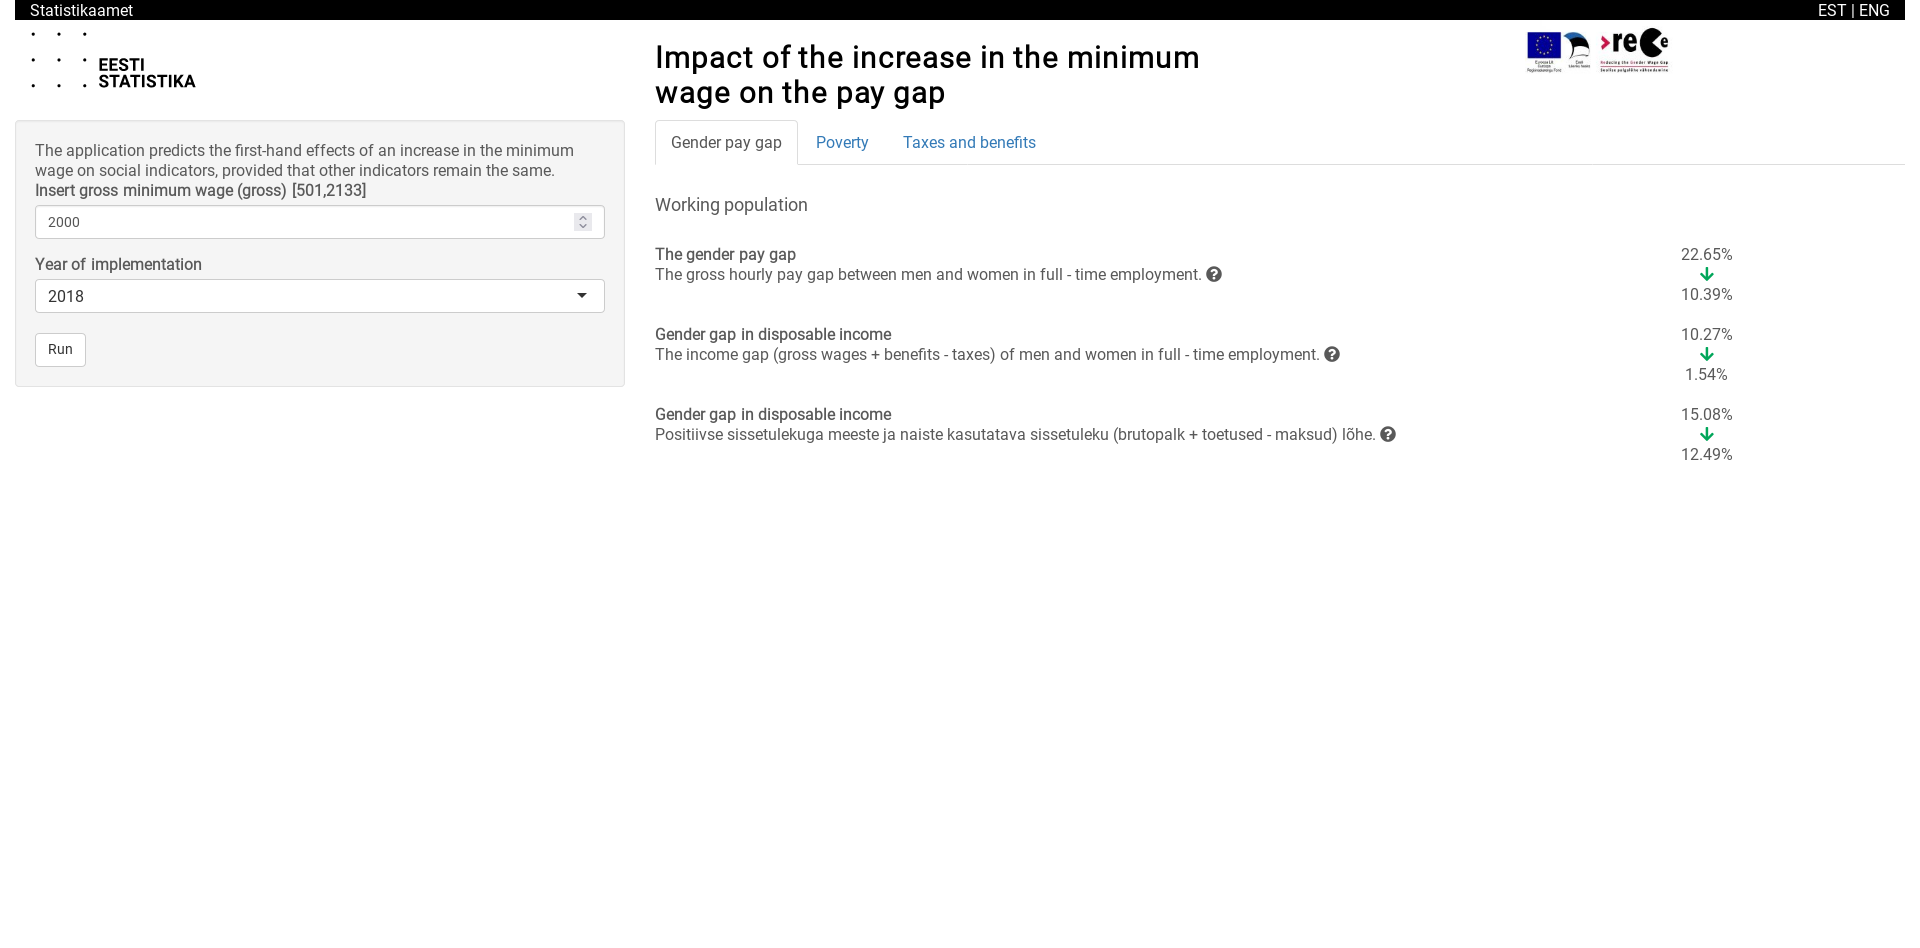 Statistikaamet
EST | ENG
EESTI
STATISTIKA
Impact of the increase in the minimum
wage on the pay gap
reCe
Reducing the Gender Wage Gap
The application predicts the first-hand effects of an increase in the minimum
wage on social indicators, provided that other indicators remain the same.
Insert gross minimum wage (gross) [501,2133]
2000
Year of implementation
2018
Run
Gender pay gap
Poverty
Taxes and benefits
Working population
The gender pay gap
The gross hourly pay gap between men and women in full - time employment.
22.65%
10.39%
Gender gap in disposable income
The income gap (gross wages + benefits - taxes) of men and women in full - time employment.
10.27%
1.54%
Gender gap in disposable income
Positiivse sissetulekuga meeste ja naiste kasutatava sissetuleku (brutopalk + toetused - maksud) lõhe.
15.08%
12.49%